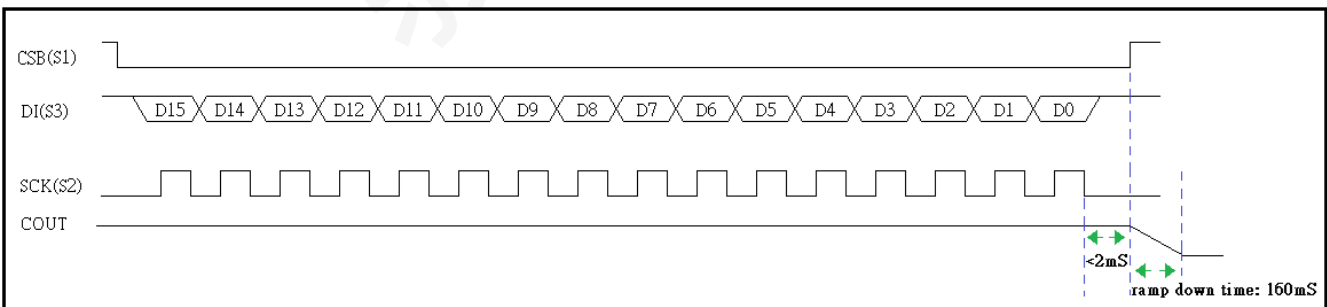 CSB(S1)
DI(S3) D15 D14 D13 D12 D11 D10 D9 D8 D7 D6 D5 D4 D3 D2 D1 D0
SCK(S2)
COUT
<2mS
ramp down time: 160mS